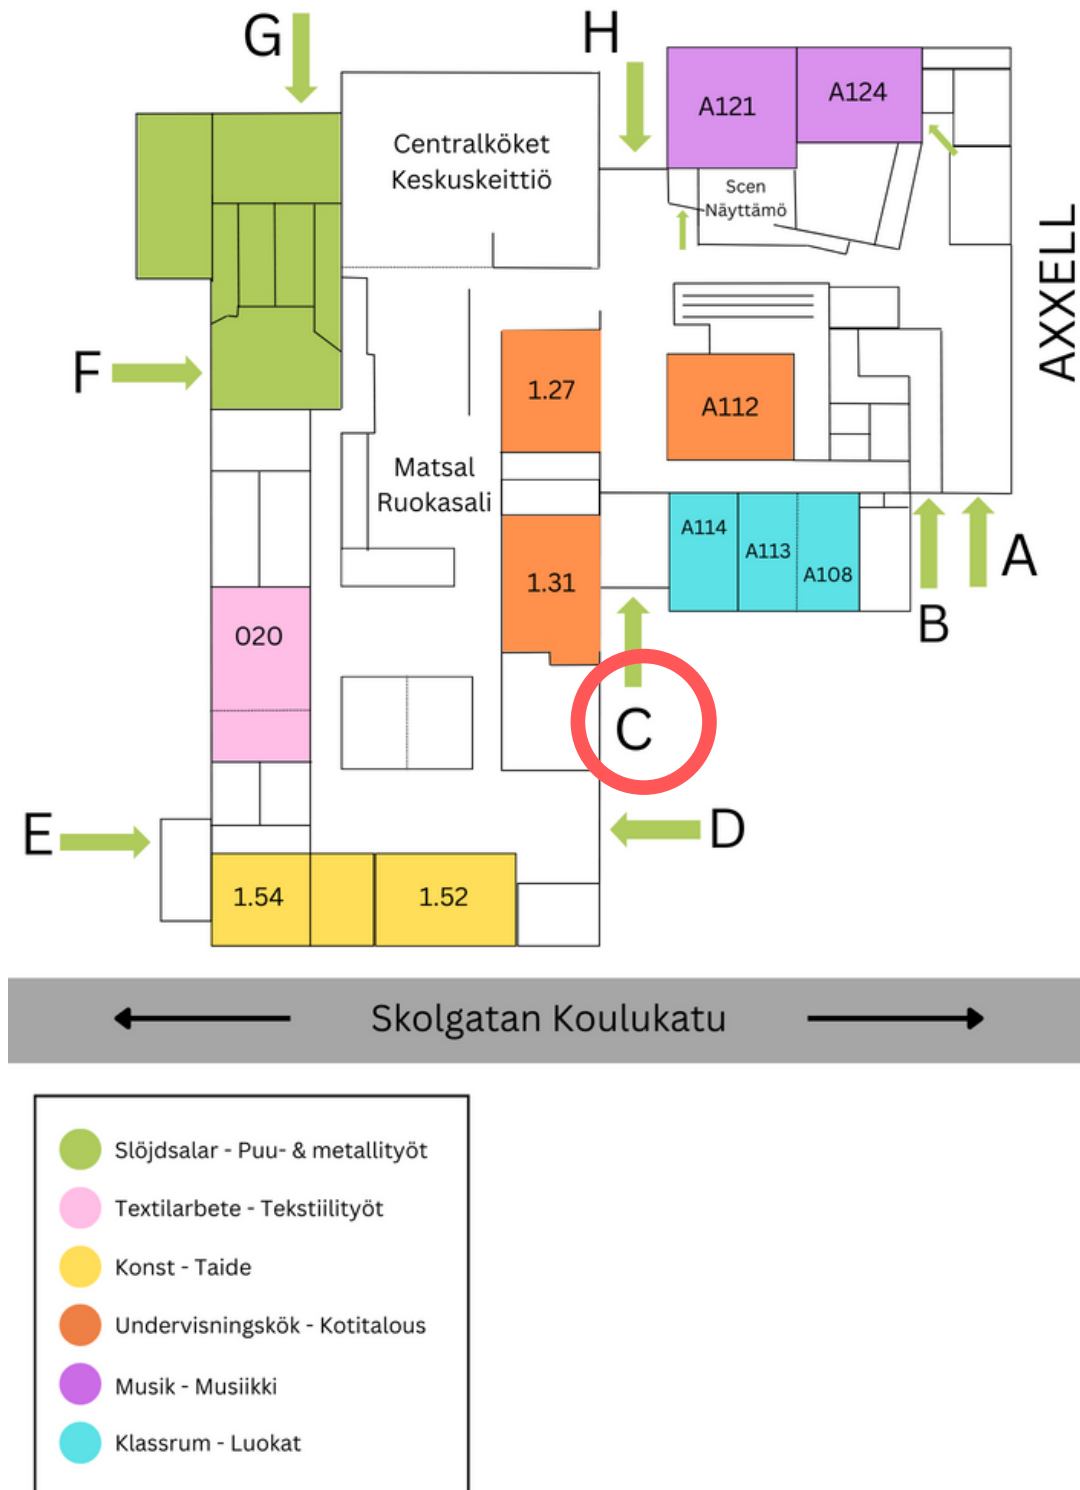 G
H
Centralköket
Keskuskeittiö
A121
A124
Scen
Näyttämö
AXXELL
F
1.27
A112
Matsal
Ruokasali
A114
A113
A108
1.31
A
B
020
C
E
D
1.54
1.52
Skolgatan Koulukatu
Slöjdsalar - Puu- & metallityöt
Textilarbete - Tekstiilityöt
Konst - Taide
Undervisningskök - Kotitalous
Musik - Musiikki
Klassrum - Luokat